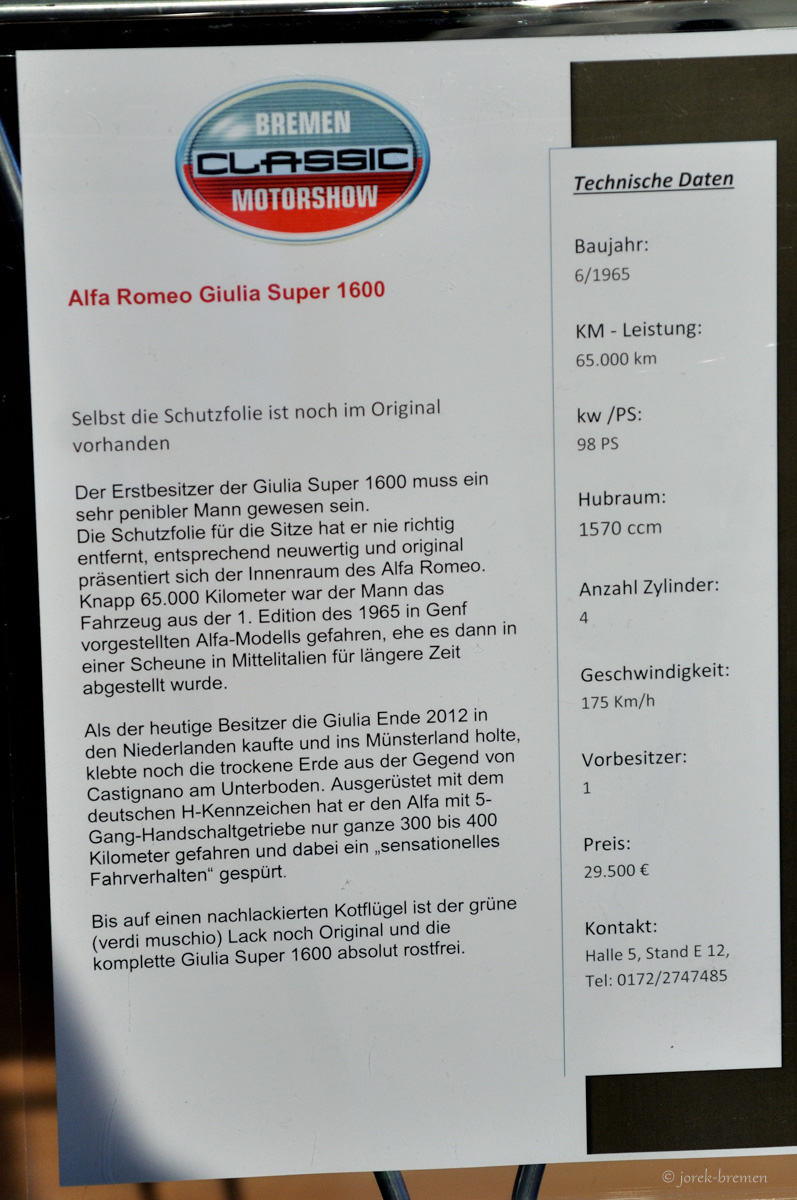 BREMEN
CLASSIC
MOTORSHOW
Alfa Romeo Giulia Super 1600
Selbst die Schutzfolie ist noch im Original
vorhanden
Der Erstbesitzer der Giulia Super 1600 muss ein
sehr penibler Mann gewesen sein.
Die Schutzfolie für die Sitze hat er nie richtig
entfernt, entsprechend neuwertig und original
präsentiert sich der Innenraum des Alfa Romeo.
Knapp 65.000 Kilometer war der Mann das
Fahrzeug aus der 1. Edition des 1965 in Genf
vorgestellten Alfa-Modells gefahren, ehe es dann in
einer Scheune in Mittelitalien für längere Zeit
abgestellt wurde.
Als der heutige Besitzer die Giulia Ende 2012 in
den Niederlanden kaufte und ins Münsterland holte,
klebte noch die trockene Erde aus der Gegend von
Castignano am Unterboden. Ausgerüstet mit dem
deutschen H-Kennzeichen hat er den Alfa mit 5-
Gang-Handschaltgetriebe nur ganze 300 bis 400
Kilometer gefahren und dabei ein „sensationelles
Fahrverhalten“ gespürt.
Bis auf einen nachlackierten Kotflügel ist der grüne
(verdi muschio) Lack noch Original und die
komplette Giulia Super 1600 absolut rostfrei.
Technische Daten
Baujahr:
6/1965
KM - Leistung:
65.000 km
kw /PS:
98 PS
Hubraum:
1570 ccm
Anzahl Zylinder:
4
Geschwindigkeit:
175 Km/h
Vorbesitzer:
1
Preis:
29.500 €
Kontakt:
Halle 5, Stand E 12,
Tel: 0172/2747485
© jorek-bremen